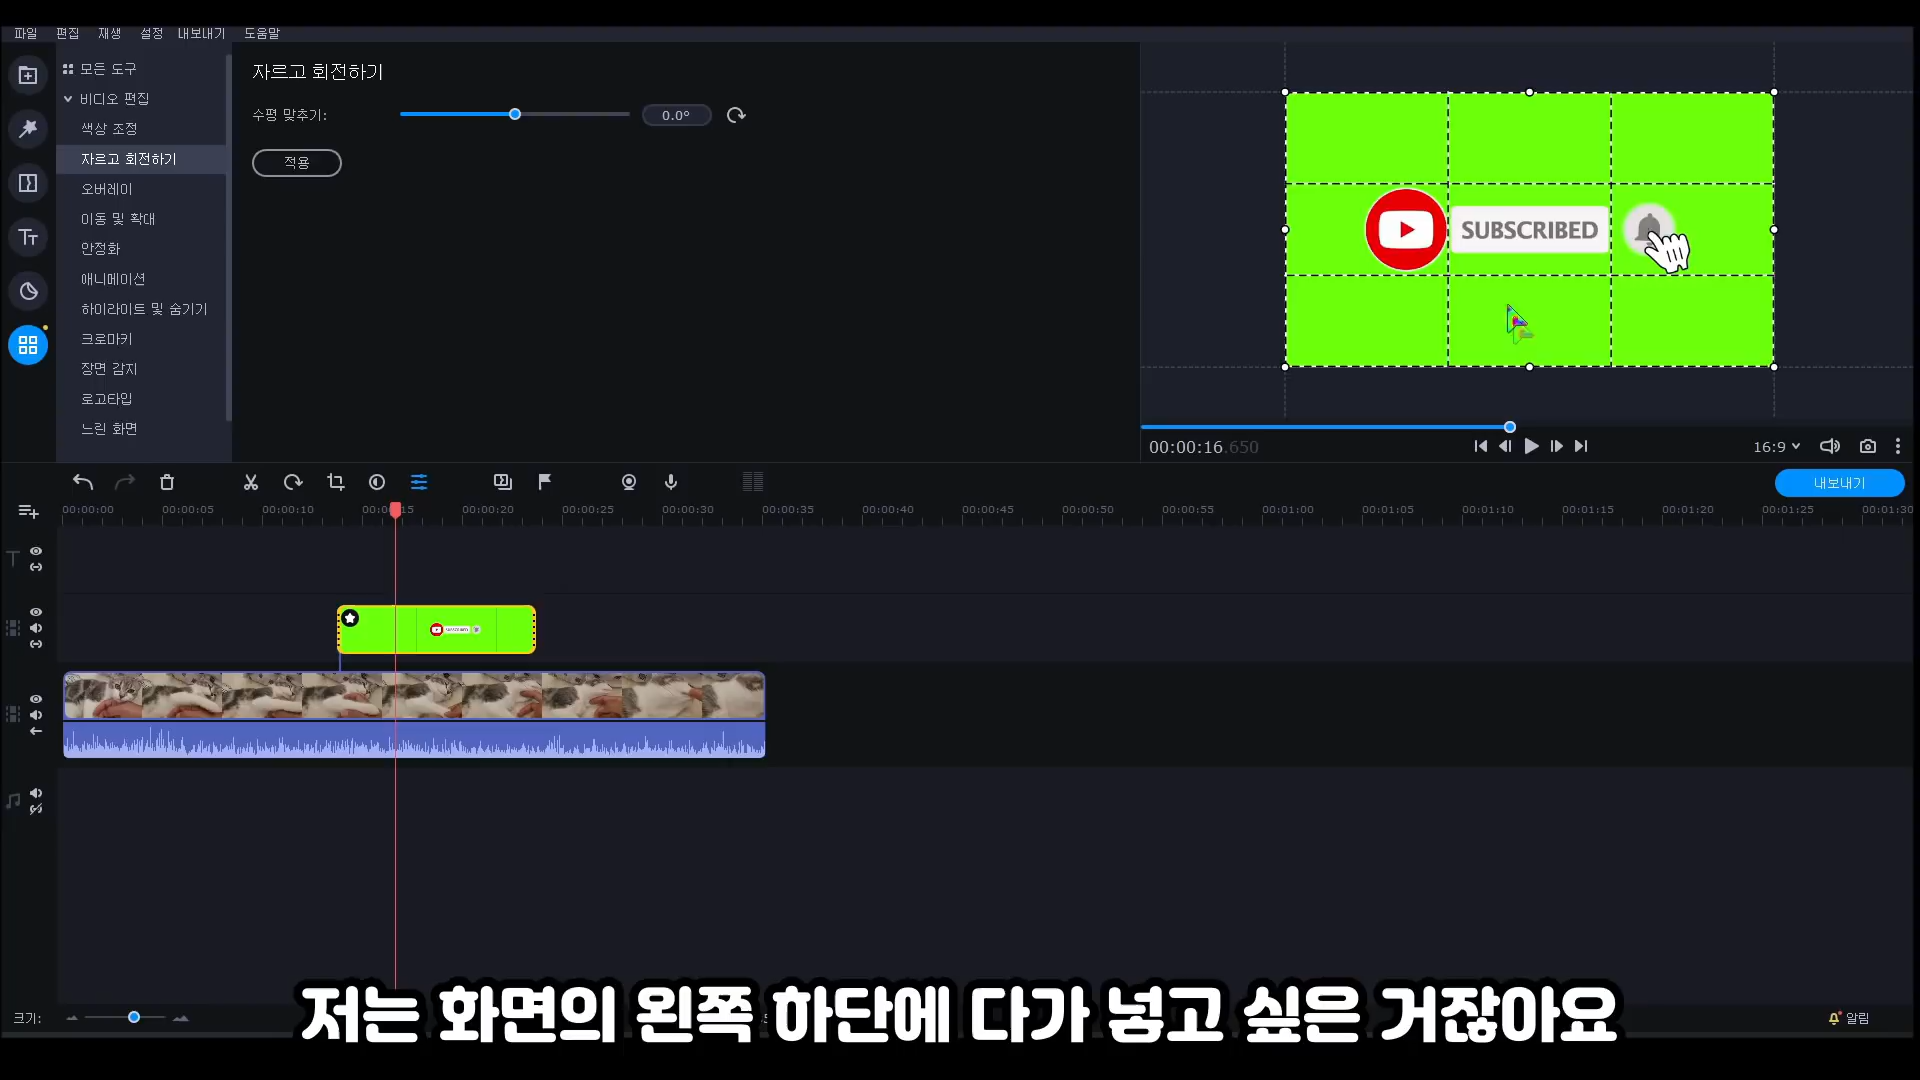 파일 편집 재생 설정 내보내기 도움말
모든 도구
비디오 편집
색상 조정
자르고 회전하기
오버레이
이동 및 확대
안정화
애니메이션
하이라이트 및 숨기기
크로마키
장면 감지
로고타입
느린 화면
자르고 회전하기
수평 맞추기:
0.0°
적용
SUBSCRIBED
00:00:16.650
16:9
내보내기
00:00:00 00:00:05 00:00:10 00:00:15 00:00:20 00:00:25 00:00:30 00:00:35 00:00:40 00:00:45 00:00:50 00:00:55 00:01:00 00:01:05 00:01:10 00:01:15 00:01:20 00:01:25 00:01:30
크기:
저는 화면의 왼쪽 하단에 다가 넣고 싶은 거잖아요
알림